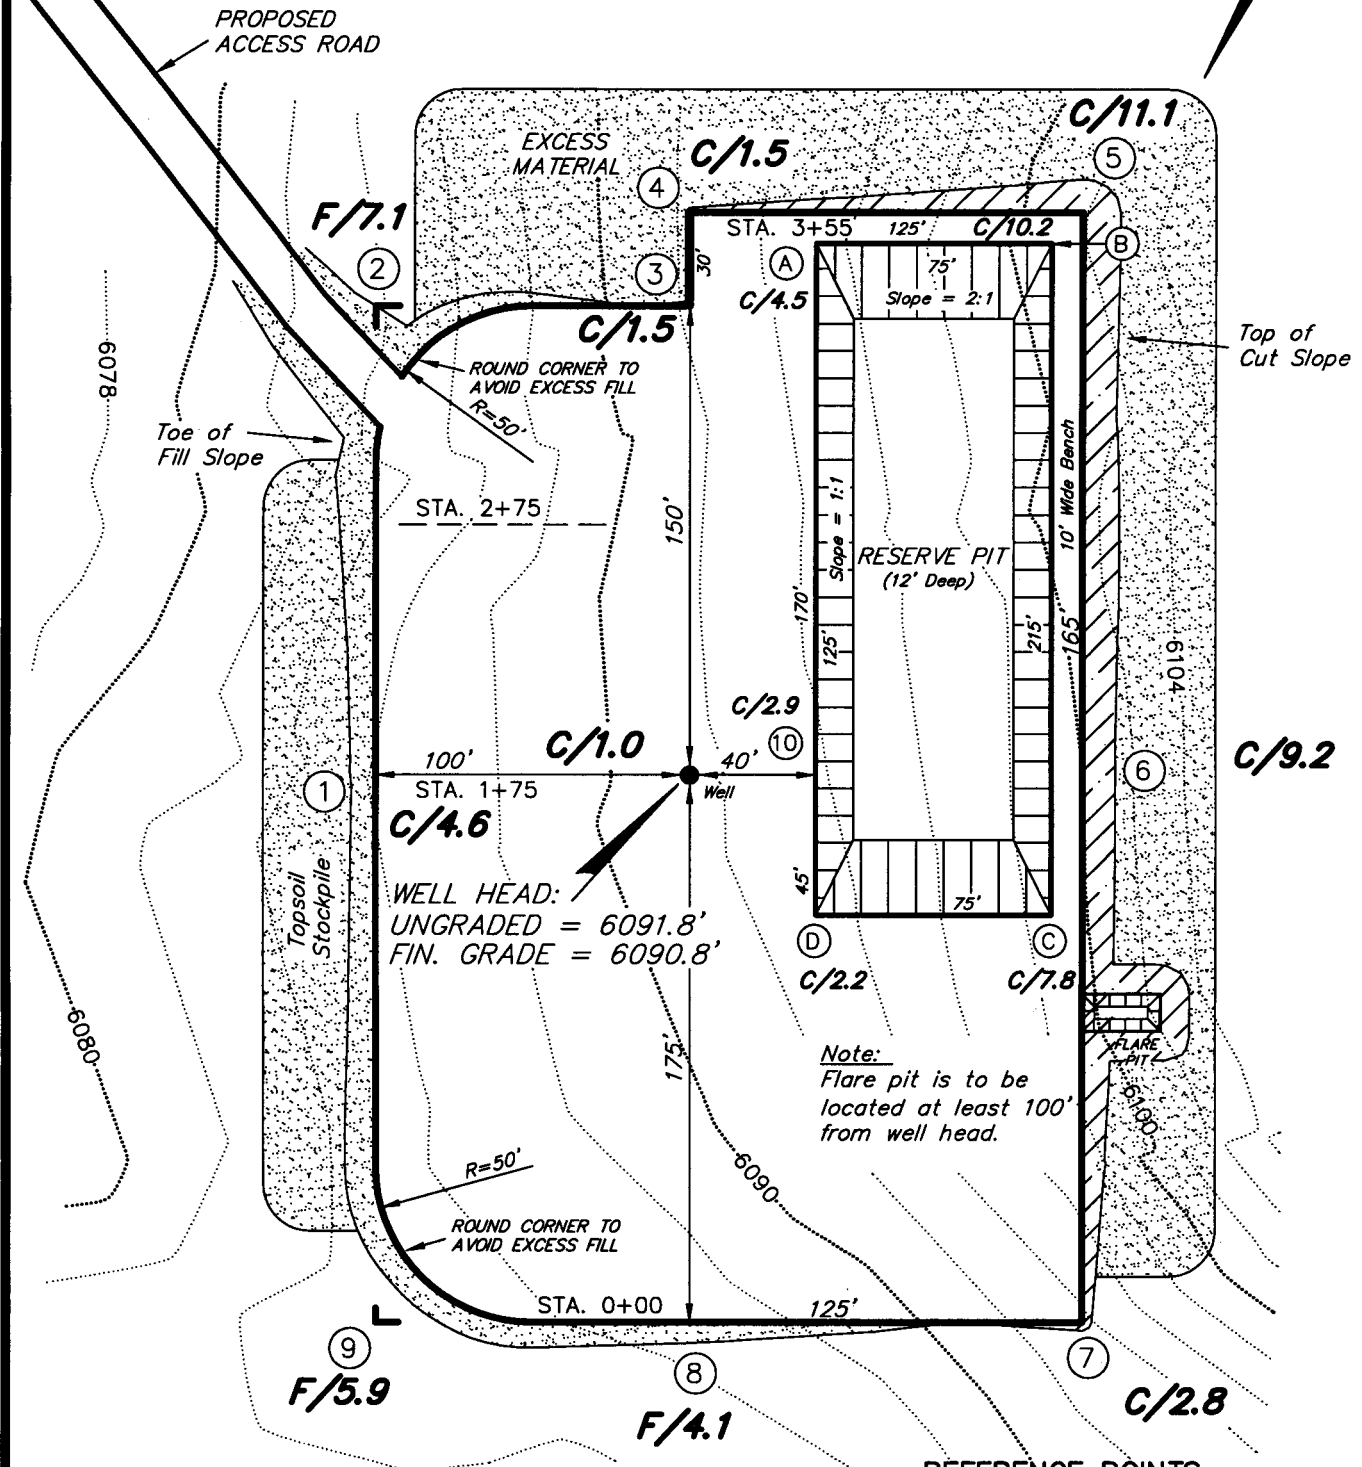 PROPOSED
ACCESS ROAD
EXCESS
MATERIAL
C/1.5
4
C/11.1
5
F/7.1
2
3
C/1.5
30'
STA. 3+55
125'
C/10.2
A
C/4.5
75'
Slope = 2:1
B
Top of
Cut Slope
ROUND CORNER TO
AVOID EXCESS FILL
R=50'
6078
Toe of
Fill Slope
STA. 2+75
150'
Slope = 1:1
10' Wide Bench
RESERVE PIT
(12' Deep)
170'
125'
215'
165'
6104
C/2.9
10
C/1.0
100'
STA. 1+75
40'
Well
1
C/4.6
6
C/9.2
Topsoil
Stockpile
WELL HEAD:
UNGRADED = 6091.8'
FIN. GRADE = 6090.8'
45'
75'
D
C/2.2
C
C/7.8
6080
175'
FLARE
PIT
Note:
Flare pit is to be
located at least 100'
from well head.
6100
6090
R=50'
ROUND CORNER TO
AVOID EXCESS FILL
STA. 0+00
125'
9
F/5.9
8
F/4.1
7
C/2.8
REFERENCE POINTS